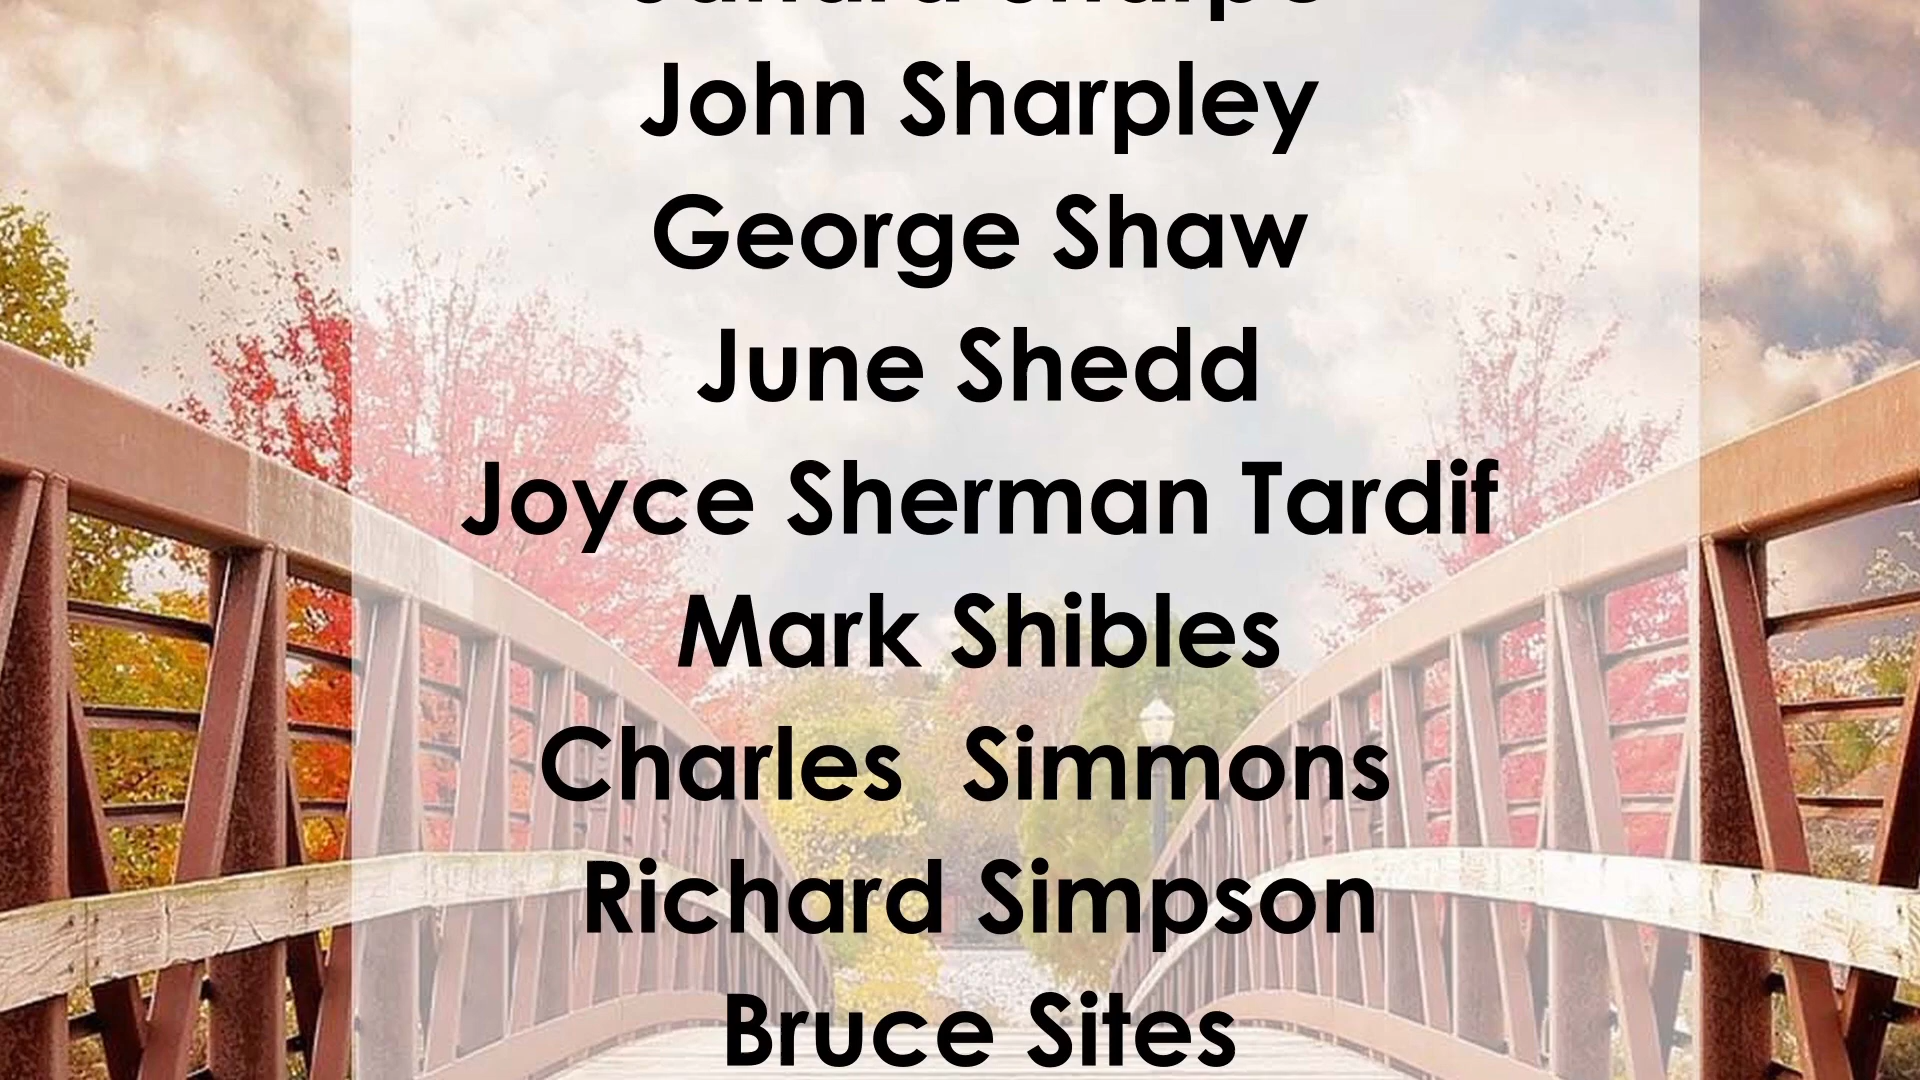 John Sharpley
George Shaw
June Shedd
Joyce Sherman Tardif
Mark Shibles
Charles  Simmons
Richard Simpson
Bruce Sites